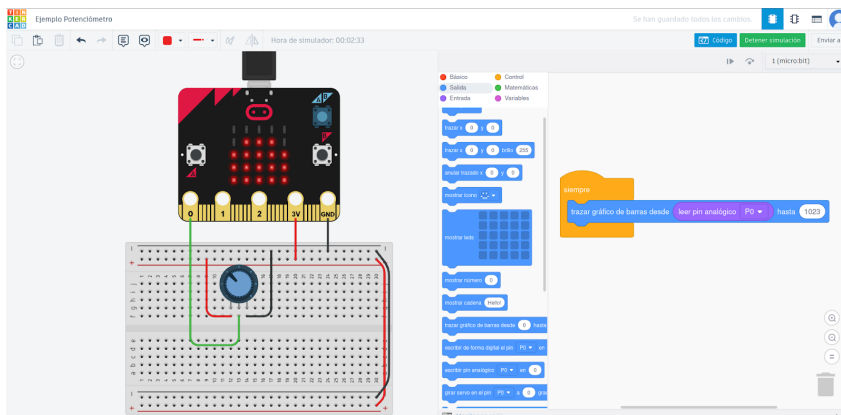 TIN
KER
CAD
Ejemplo Potenciómetro
Se han guardado todos los cambios.
Hora de simulador: 00:02:33
Código
Detener simulación
Enviar a
1 (micro:bit)
Básico
Control
Salida
Matemáticas
Entrada
Variables
trazar x 0 y 0
trazar x 0 y 0 brillo 255
anular trazado x 0 y 0
mostrar icono
mostrar leds
mostrar número 0
mostrar cadena Hello!
trazar gráfico de barras desde 0 hasta
escribir de forma digital el pin P0 en
escribir pin analógico P0 en 0
girar servo en el pin P0 a 0 gra
siempre
trazar gráfico de barras desde leer pin analógico P0 hasta 1023
A
B
0 1 2 3V GND